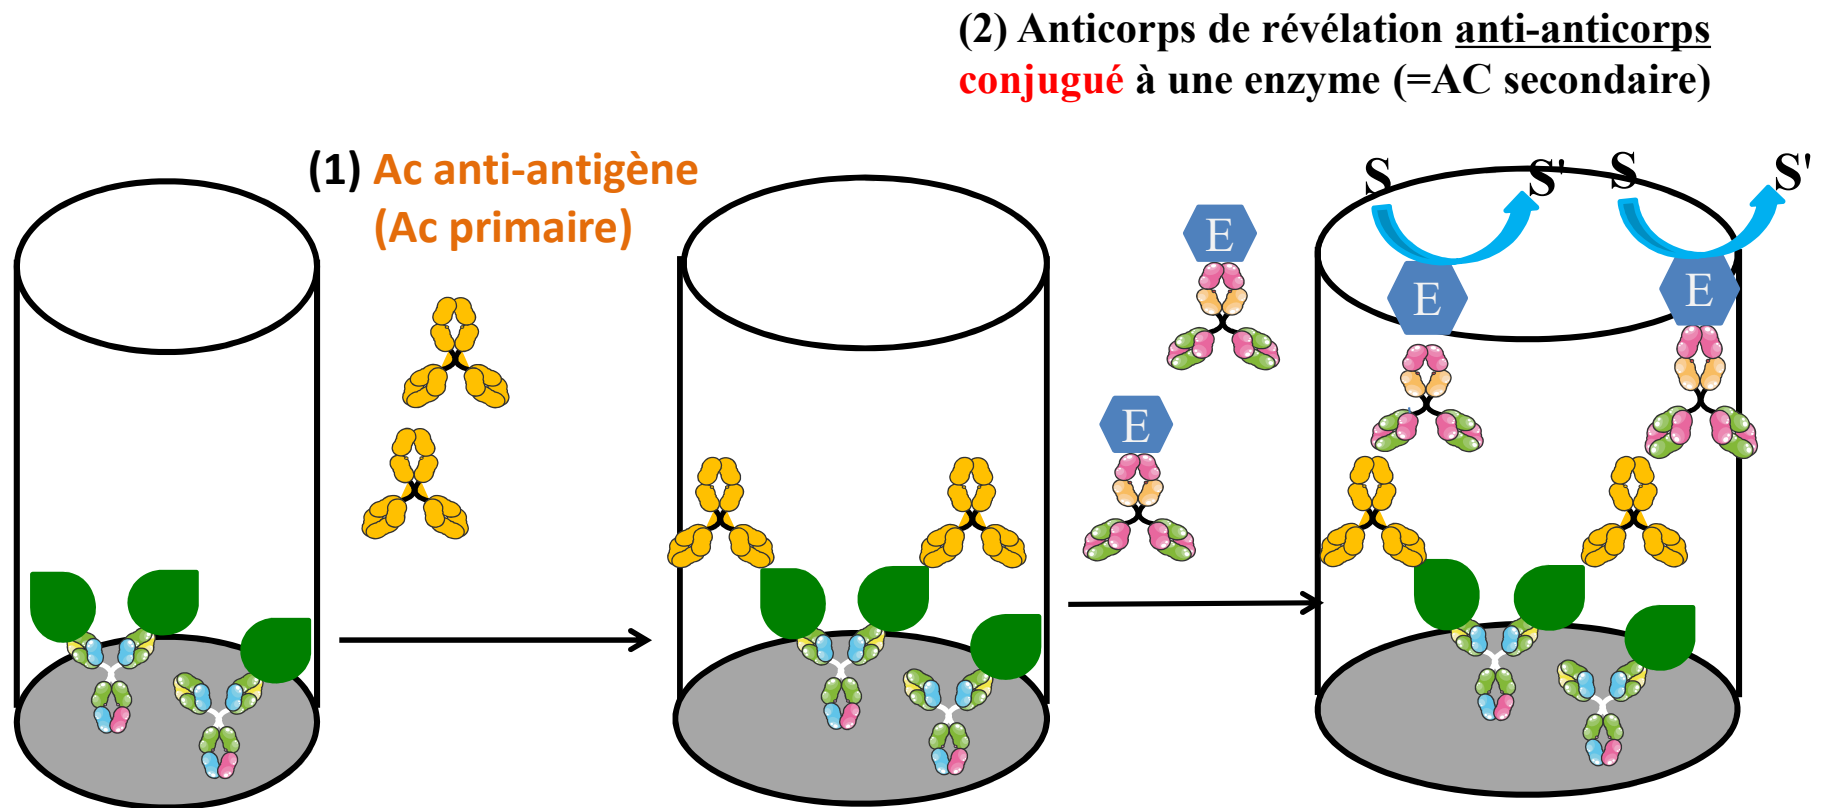 (2) Anticorps de révélation anti-anticorps
conjugué à une enzyme (=AC secondaire)
(1) Ac anti-antigène
(Ac primaire)
S
S'
S
S'
E
E
E
E